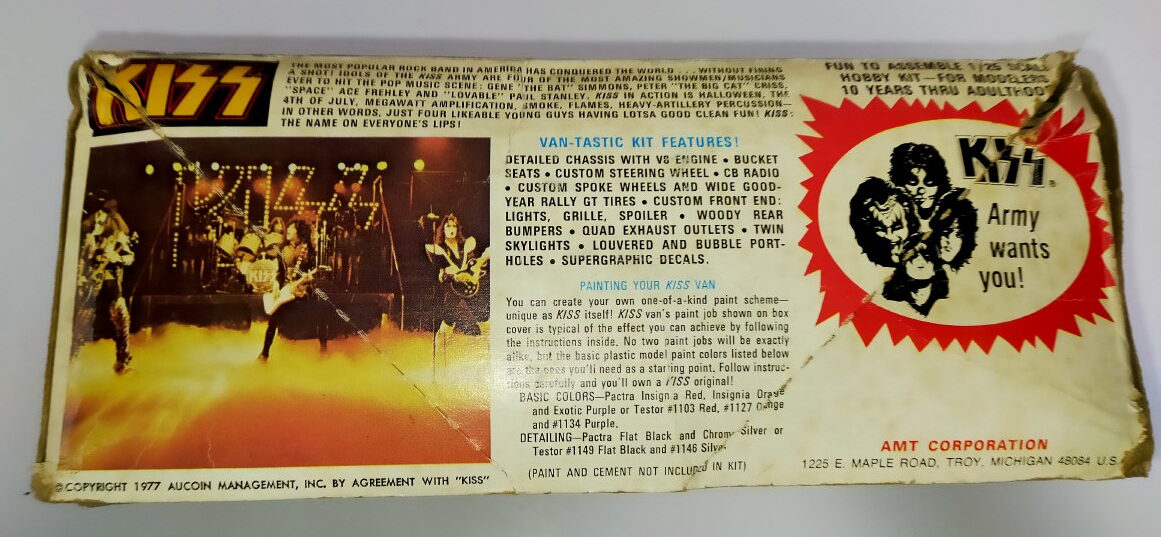 KISS
THE MOST POPULAR ROCK BAND IN AMERICA HAS CONQUERED THE WORLD . . . WITHOUT FIRING
A SHOT! IDOLS OF THE KISS ARMY ARE FOUR OF THE MOST AMAZING SHOWMEN/MUSICIANS
EVER TO HIT THE POP MUSIC SCENE: GENE "THE BAT" SIMMONS, PETER "THE BIG CAT" CRISS,
"SPACE" ACE FREHLEY AND "LOVABLE" PAUL STANLEY. KISS IN ACTION IS HALLOWEEN, THE
4TH OF JULY, MEGAWATT AMPLIFICATION, SMOKE, FLAMES, HEAVY-ARTILLERY PERCUSSION—
IN OTHER WORDS, JUST FOUR LIKEABLE YOUNG GUYS HAVING LOTSA GOOD CLEAN FUN! KISS:
THE NAME ON EVERYONE'S LIPS!
KISS
KISS
©COPYRIGHT 1977 AUCOIN MANAGEMENT, INC. BY AGREEMENT WITH "KISS"
VAN-TASTIC KIT FEATURES!
DETAILED CHASSIS WITH V8 ENGINE • BUCKET
SEATS • CUSTOM STEERING WHEEL • CB RADIO
• CUSTOM SPOKE WHEELS AND WIDE GOOD-
YEAR RALLY GT TIRES • CUSTOM FRONT END:
LIGHTS, GRILLE, SPOILER • WOODY REAR
BUMPERS • QUAD EXHAUST OUTLETS • TWIN
SKYLIGHTS • LOUVERED AND BUBBLE PORT-
HOLES • SUPERGRAPHIC DECALS.
PAINTING YOUR KISS VAN
You can create your own one-of-a-kind paint scheme—
unique as KISS itself! KISS van's paint job shown on box
cover is typical of the effect you can achieve by following
the instructions inside. No two paint jobs will be exactly
alike, but the basic plastic model paint colors listed below
are the ones you'll need as a starting point. Follow instruc-
tions carefully and you'll own a KISS original!
BASIC COLORS—Pactra Insignia Red, Insignia Orange
and Exotic Purple or Testor #1103 Red, #1127 Orange
and #1134 Purple.
DETAILING—Pactra Flat Black and Chrome Silver or
Testor #1149 Flat Black and #1146 Silver.
(PAINT AND CEMENT NOT INCLUDED IN KIT)
FUN TO ASSEMBLE 1/25 SCALE
HOBBY KIT—FOR MODELERS
10 YEARS THRU ADULTHOOD
KISS®
Army
wants
you!
AMT CORPORATION
1225 E. MAPLE ROAD, TROY, MICHIGAN 48084 U.S.